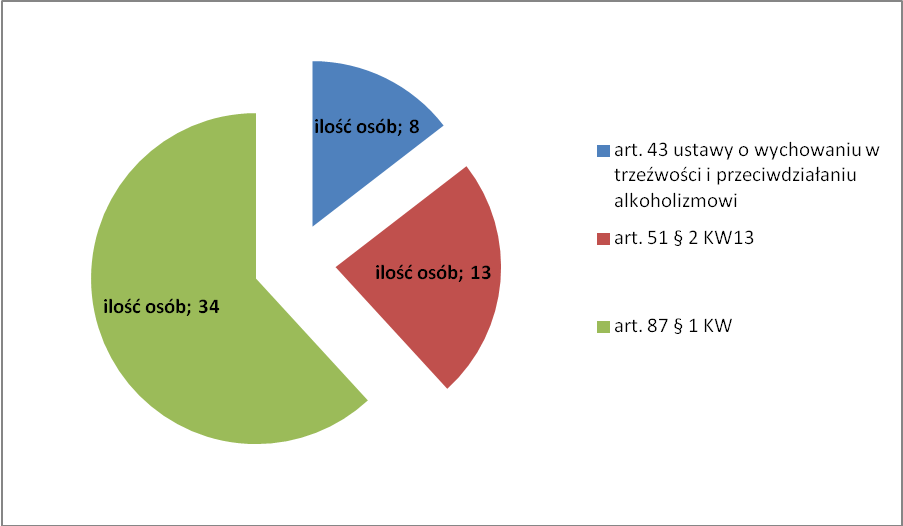 ilość osób; 8
ilość osób; 13
ilość osób; 34
art. 43 ustawy o wychowaniu w
trzeźwości i przeciwdziałaniu
alkoholizmowi
art. 51 § 2 KW13
art. 87 § 1 KW